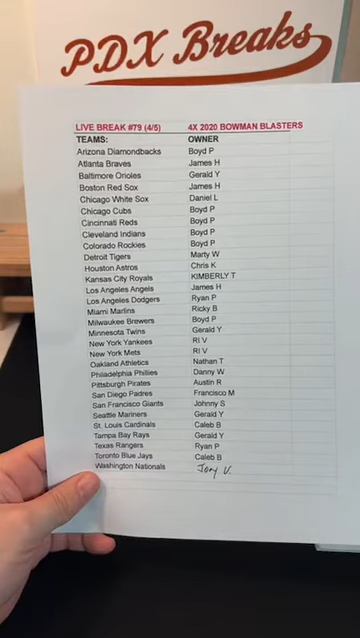 PDX Breaks
LIVE BREAK #79 (4/5) 4X 2020 BOWMAN BLASTERS
TEAMS: OWNER
Arizona Diamondbacks Boyd P
Atlanta Braves James H
Baltimore Orioles Gerald Y
Boston Red Sox James H
Chicago White Sox Daniel L
Chicago Cubs Boyd P
Cincinnati Reds Boyd P
Cleveland Indians Boyd P
Colorado Rockies Boyd P
Detroit Tigers Marty W
Houston Astros Chris K
Kansas City Royals KIMBERLY T
Los Angeles Angels James H
Los Angeles Dodgers Ryan P
Miami Marlins Ricky B
Milwaukee Brewers Boyd P
Minnesota Twins Gerald Y
New York Yankees RI V
New York Mets RI V
Oakland Athletics Nathan T
Philadelphia Phillies Danny W
Pittsburgh Pirates Austin R
San Diego Padres Francisco M
San Francisco Giants Johnny S
Seattle Mariners Gerald Y
St. Louis Cardinals Caleb B
Tampa Bay Rays Gerald Y
Texas Rangers Ryan P
Toronto Blue Jays Caleb B
Washington Nationals Joey V.